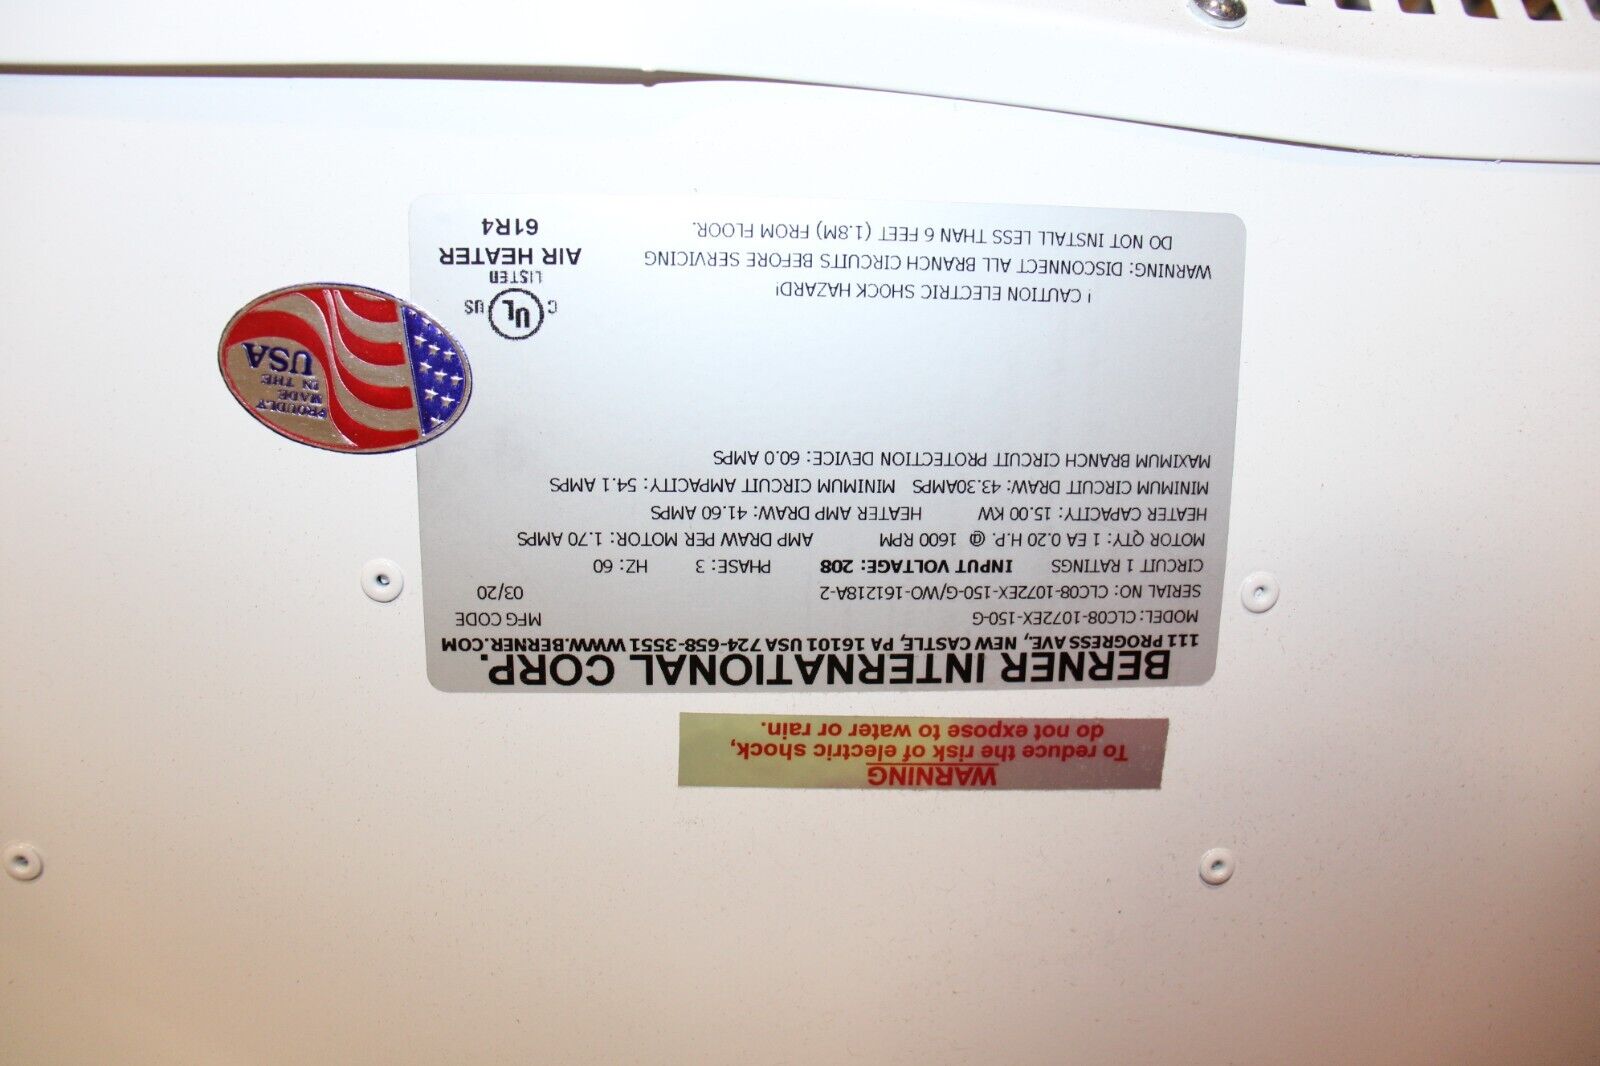 WARNING
To reduce the risk of electric shock,
do not expose to water or rain.
BERNER INTERNATIONAL CORP.
111 PROGRESS AVE, NEW CASTLE, PA 16101 USA 724-658-3551 WWW.BERNER.COM
MODEL: CLC08-1072EX-150-G MFG CODE
SERIAL NO: CLC08-1072EX-150-G/WO-161218A-2 03/20
CIRCUIT 1 RATINGS INPUT VOLTAGE: 208 PHASE: 3 HZ: 60
MOTOR QTY: 1 EA 0.20 H.P. @ 1600 RPM AMP DRAW PER MOTOR: 1.70 AMPS
HEATER CAPACITY: 15.00 KW HEATER AMP DRAW: 41.60 AMPS
MINIMUM CIRCUIT DRAW: 43.30AMPS MINIMUM CIRCUIT AMPACITY: 54.1 AMPS
MAXIMUM BRANCH CIRCUIT PROTECTION DEVICE: 60.0 AMPS
PROUDLY
MADE
IN THE
USA
! CAUTION ELECTRIC SHOCK HAZARD!
WARNING: DISCONNECT ALL BRANCH CIRCUITS BEFORE SERVICING
DO NOT INSTALL LESS THAN 6 FEET (1.8M) FROM FLOOR.
C UL US
LISTED
AIR HEATER
61R4